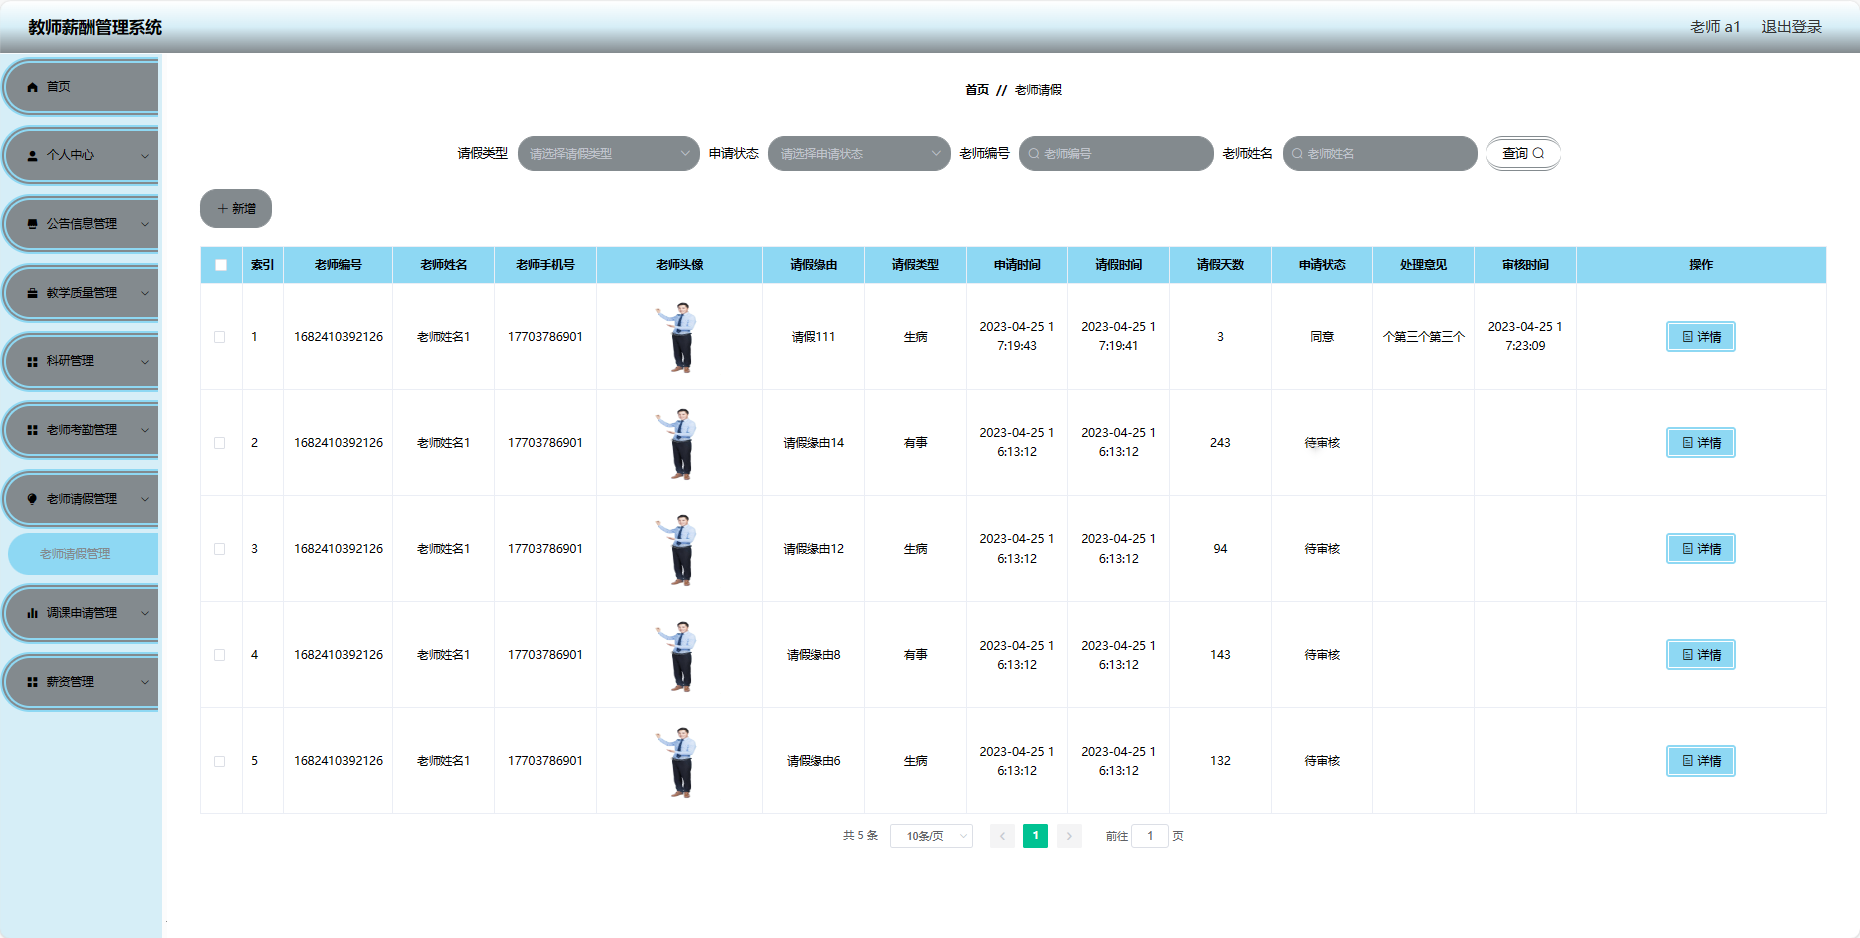 教师薪酬管理系统
老师 a1 退出登录
首页
个人中心
公告信息管理
教学质量管理
科研管理
老师考勤管理
老师请假管理
老师请假管理
调课申请管理
薪资管理
首页 // 老师请假
请假类型 请选择请假类型 申请状态 请选择申请状态 老师编号 老师编号 老师姓名 老师姓名 查询
新增
索引 老师编号 老师姓名 老师手机号 老师头像 请假缘由 请假类型 申请时间 请假时间 请假天数 申请状态 处理意见 审核时间 操作
1 1682410392126 老师姓名1 17703786901 请假111 生病 2023-04-25 1 2023-04-25 1 3 同意 个第三个第三个 2023-04-25 1 详情
7:19:43 7:19:41 7:23:09
2 1682410392126 老师姓名1 17703786901 请假缘由14 有事 2023-04-25 1 2023-04-25 1 243 待审核 详情
6:13:12 6:13:12
3 1682410392126 老师姓名1 17703786901 请假缘由12 生病 2023-04-25 1 2023-04-25 1 94 待审核 详情
6:13:12 6:13:12
4 1682410392126 老师姓名1 17703786901 请假缘由8 有事 2023-04-25 1 2023-04-25 1 143 待审核 详情
6:13:12 6:13:12
5 1682410392126 老师姓名1 17703786901 请假缘由6 生病 2023-04-25 1 2023-04-25 1 132 待审核 详情
6:13:12 6:13:12
共 5 条 10条/页 1 前往 1 页